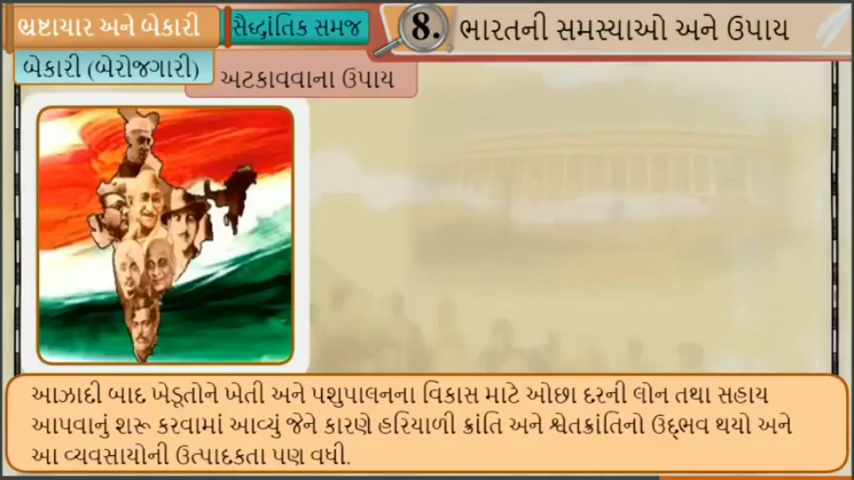 ભ્રષ્ટાચાર અને બેકારી
સૈદ્ધાંતિક સમજ
8.
ભારતની સમસ્યાઓ અને ઉપાય
બેકારી (બેરોજગારી)
અટકાવવાના ઉપાય
આઝાદી બાદ ખેડૂતોને ખેતી અને પશુપાલનના વિકાસ માટે ઓછા દરની લોન તથા સહાય
આપવાનું શરૂ કરવામાં આવ્યું જેને કારણે હરિયાળી ક્રાંતિ અને શ્વેતક્રાંતિનો ઉદ્‌ભવ થયો અને
આ વ્યવસાયોની ઉત્પાદકતા પણ વધી.